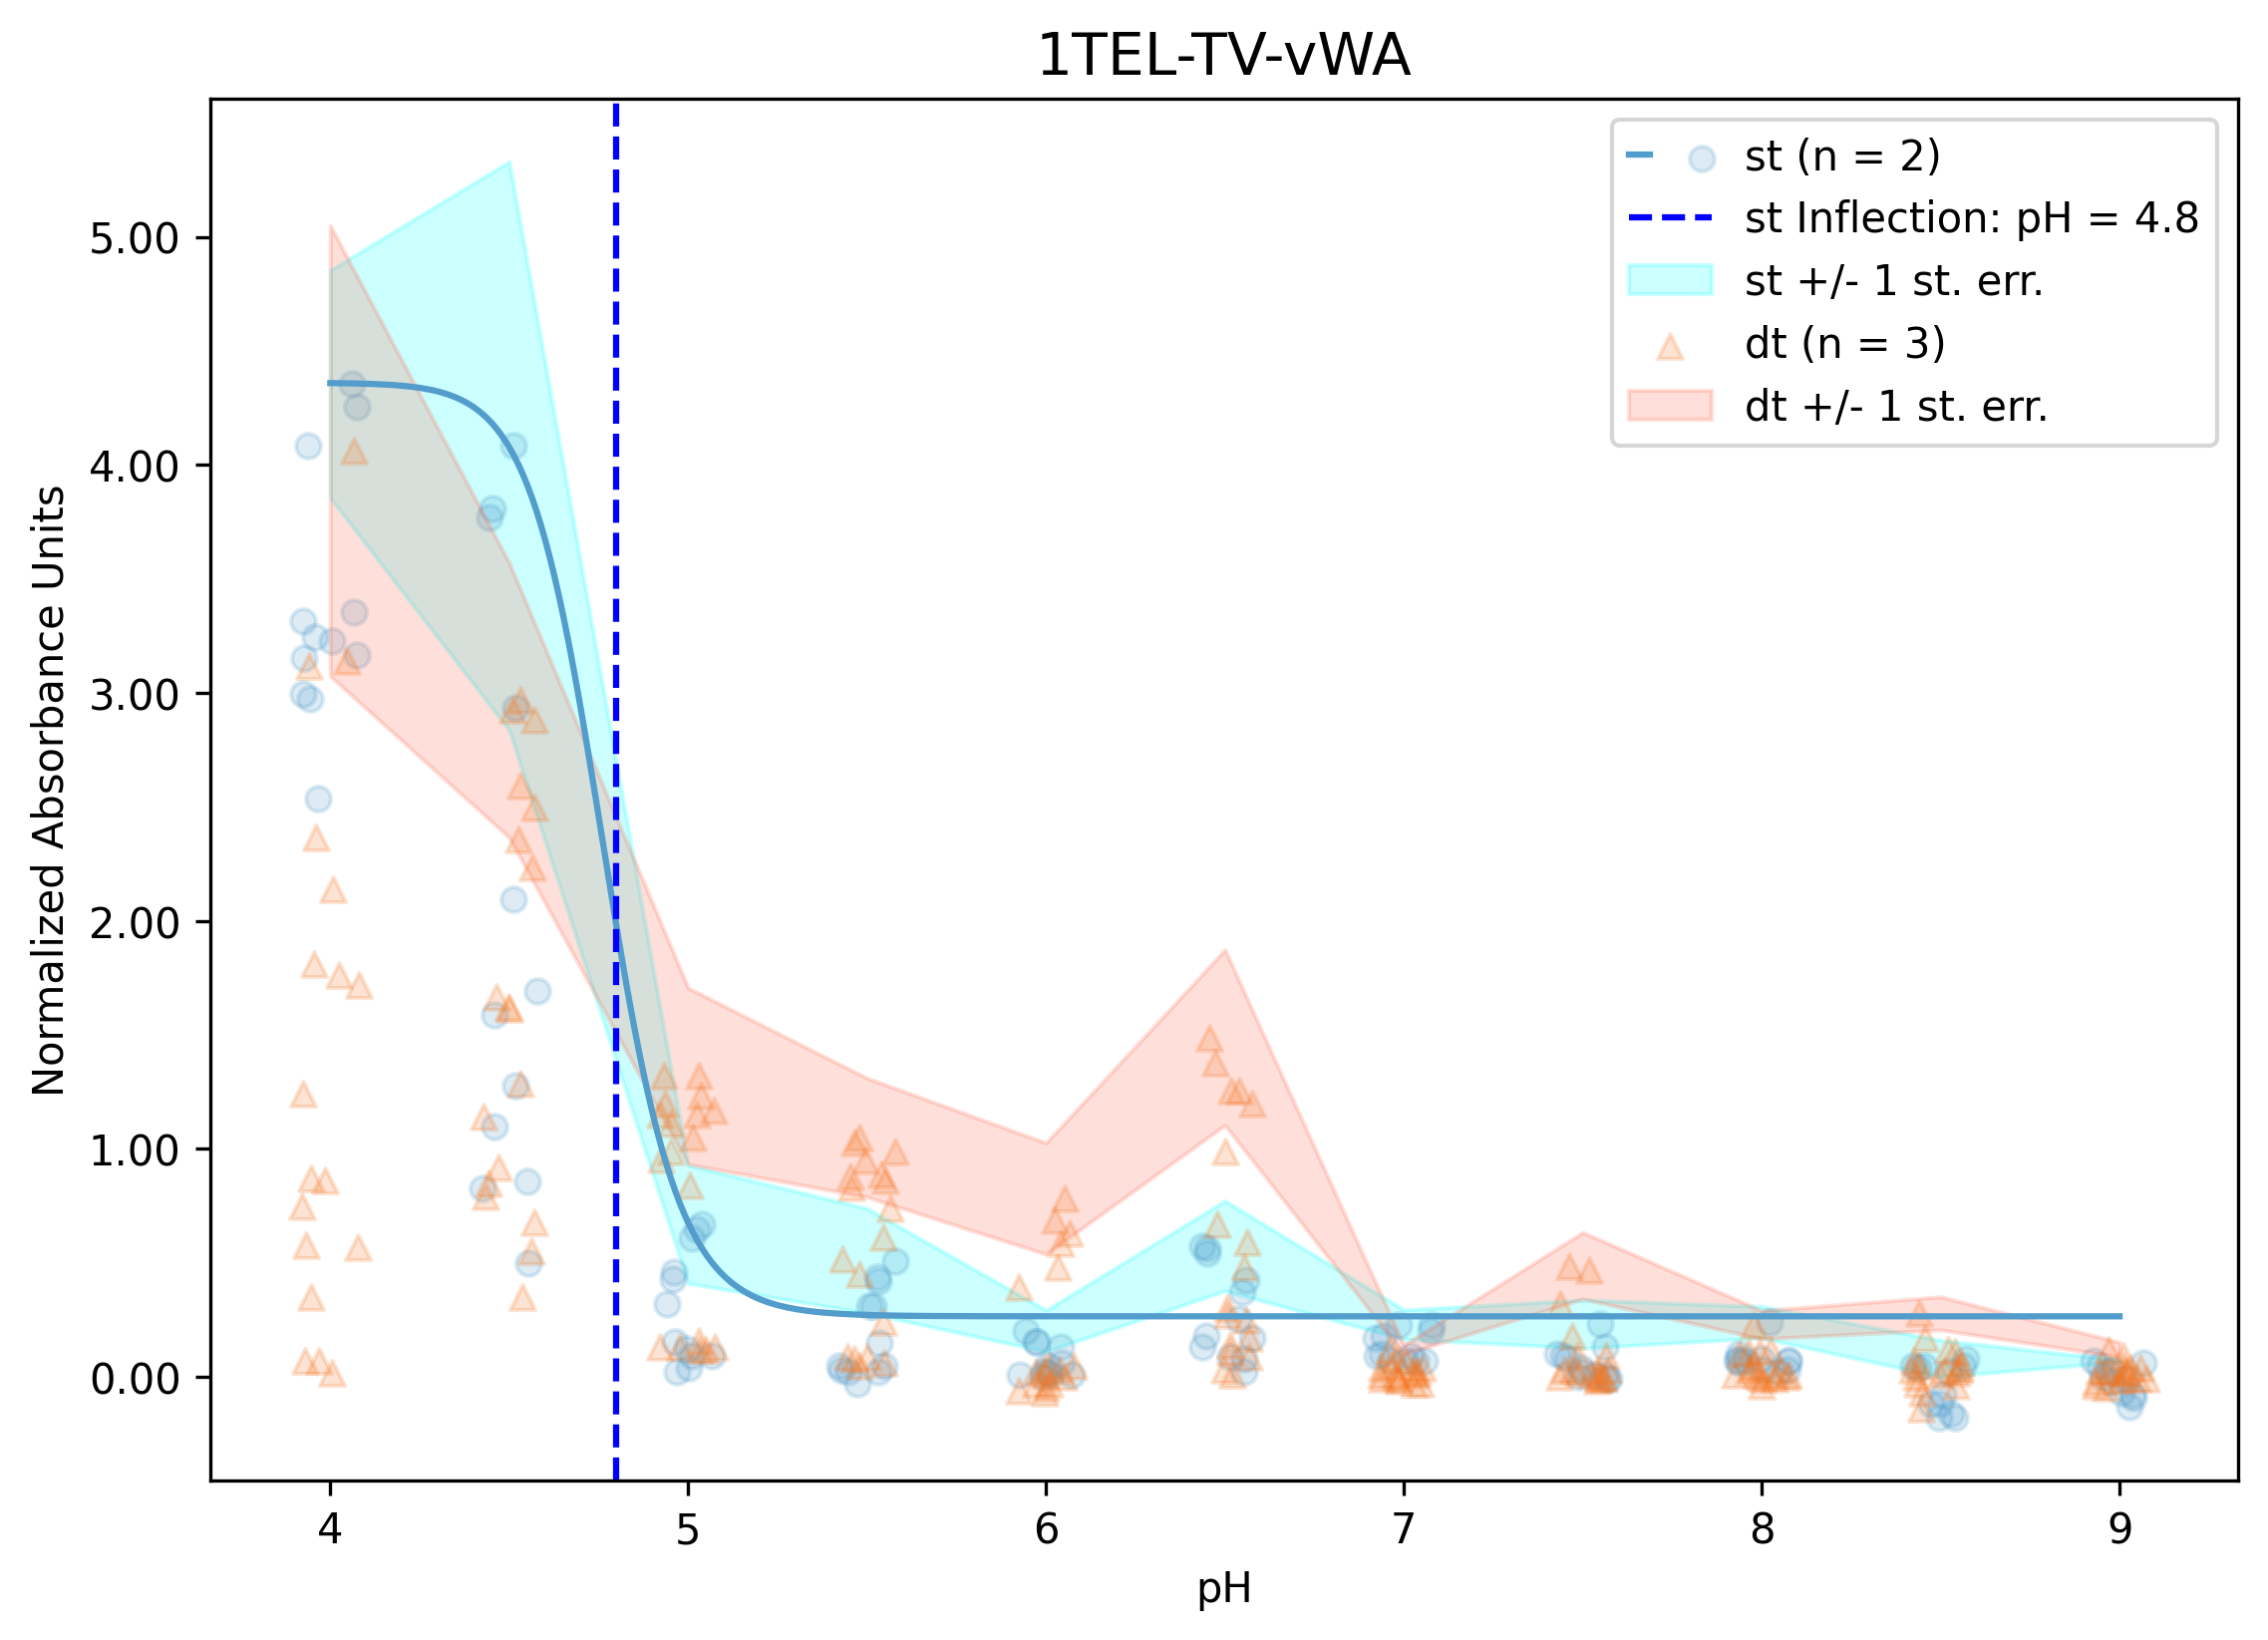 1TEL-TV-vWA
st (n = 2)
st Inflection: pH = 4.8
st +/- 1 st. err.
dt (n = 3)
dt +/- 1 st. err.
Normalized Absorbance Units
5.00
4.00
3.00
2.00
1.00
0.00
4 5 6 7 8 9
pH